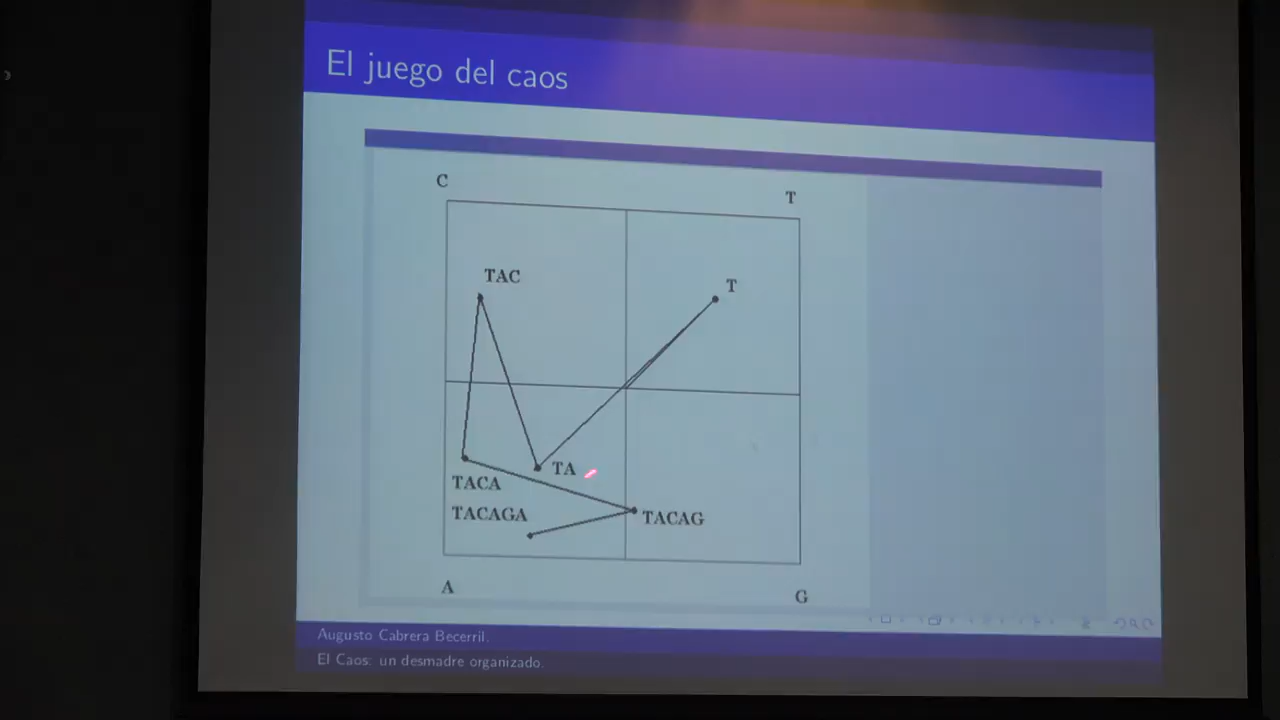 El juego del caos
C
T
TAC
T
TA
TACA
TACAGA
TACAG
A
G
Augusto Cabrera Becerril.
El Caos: un desmadre organizado.